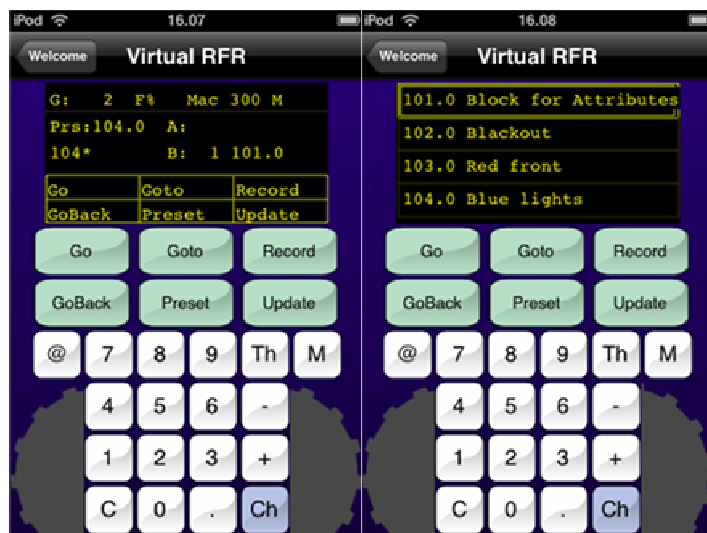 iPod 16.07
Welcome Virtual RFR
G: 2 F% Mac 300 M
Prs:104.0 A:
104* B: 1 101.0
Go Goto Record
GoBack Preset Update
Go Goto Record
GoBack Preset Update
@ 7 8 9 Th M
4 5 6 -
1 2 3 +
C 0 . Ch
iPod 16.08
Welcome Virtual RFR
101.0 Block for Attributes
102.0 Blackout
103.0 Red front
104.0 Blue lights
Go Goto Record
GoBack Preset Update
@ 7 8 9 Th M
4 5 6 -
1 2 3 +
C 0 . Ch